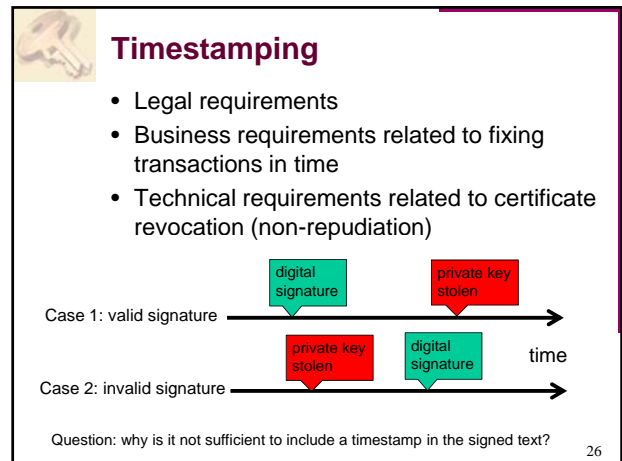 Timestamping
• Legal requirements
• Business requirements related to fixing
transactions in time
• Technical requirements related to certificate
revocation (non-repudiation)
digital
signature
private key
stolen
Case 1: valid signature
private key
stolen
digital
signature
time
Case 2: invalid signature
Question: why is it not sufficient to include a timestamp in the signed text?
26